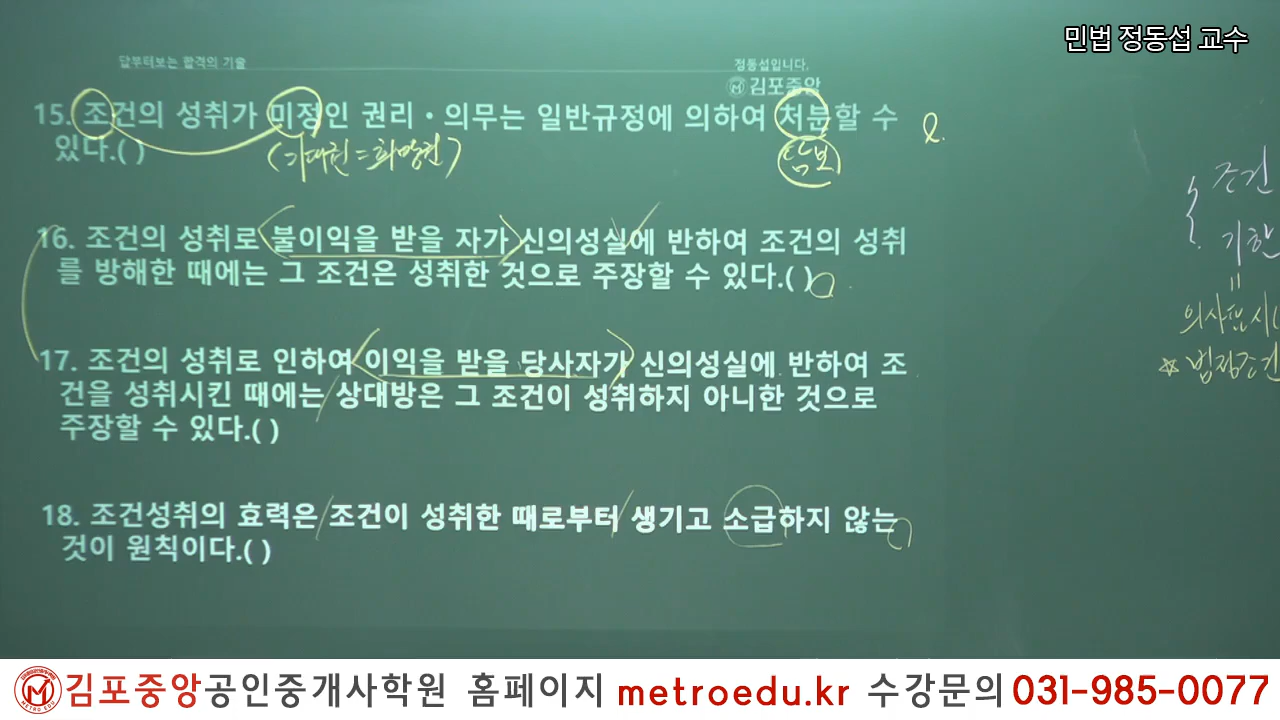 민법 정동섭 교수
답부터보는 합격의 기술
정동섭입니다.
김포중앙
15. 조건의 성취가 미정인 권리·의무는 일반규정에 의하여 처분할 수
있다.( )
(기대권=희망권)
담보
16. 조건의 성취로 불이익을 받을 자가 신의성실에 반하여 조건의 성취
를 방해한 때에는 그 조건은 성취한 것으로 주장할 수 있다.( )
17. 조건의 성취로 인하여 이익을 받을 당사자가 신의성실에 반하여 조
건을 성취시킨 때에는 상대방은 그 조건이 성취하지 아니한 것으로
주장할 수 있다.( )
18. 조건성취의 효력은 조건이 성취한 때로부터 생기고 소급하지 않는
것이 원칙이다.( )
조건
기한
=
의사표시(
☆ 법정조건
METRO EDU
김포중앙공인중개사학원 홈페이지 metroedu.kr 수강문의 031-985-0077